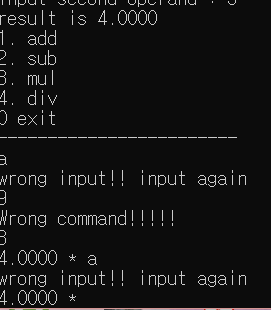 input second operand : 3
result is 4.0000
1. add
2. sub
3. mul
4. div
0 exit
-------------------------
a
wrong input!! input again
9
Wrong command!!!!!
3
4.0000 * a
wrong input!! input again
4.0000 *